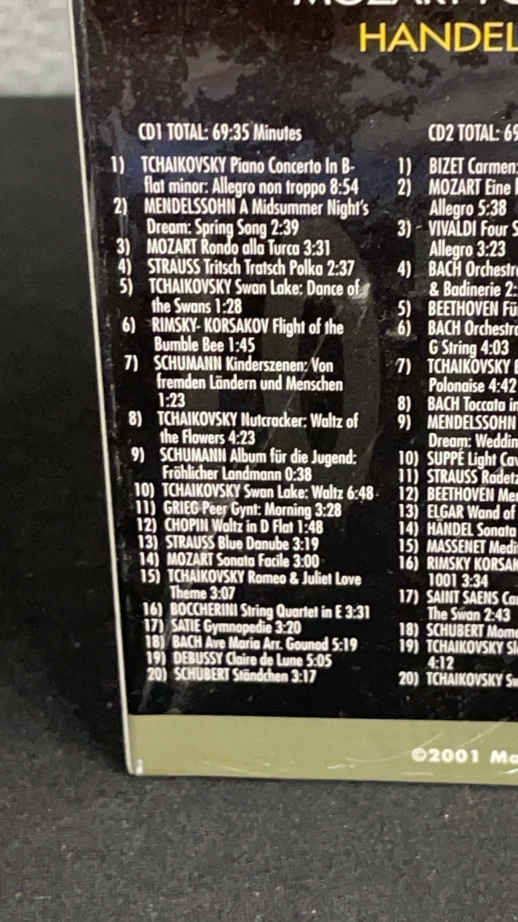 HANDEL
CD1 TOTAL: 69:35 Minutes
1) TCHAIKOVSKY Piano Concerto In B-
flat minor: Allegro non troppo 8:54
2) MENDELSSOHN A Midsummer Night's
Dream: Spring Song 2:39
3) MOZART Rondo alla Turca 3:31
4) STRAUSS Tritsch Tratsch Polka 2:37
5) TCHAIKOVSKY Swan Lake: Dance of
the Swans 1:28
6) RIMSKY- KORSAKOV Flight of the
Bumble Bee 1:45
7) SCHUMANN Kinderszenen: Von
fremden Ländern und Menschen
1:23
8) TCHAIKOVSKY Nutcracker: Waltz of
the Flowers 4:23
9) SCHUMANN Album für die Jugend:
Fröhlicher Landmann 0:38
10) TCHAIKOVSKY Swan Lake: Waltz 6:48
11) GRIEG Peer Gynt: Morning 3:28
12) CHOPIN Waltz in D Flat 1:48
13) STRAUSS Blue Danube 3:19
14) MOZART Sonata Facile 3:00
15) TCHAIKOVSKY Romeo & Juliet Love
Theme 3:07
16) BOCCHERINI String Quartet in E 3:31
17) SATIE Gymnopedie 3:20
18) BACH Ave Maria Arr. Gounod 5:19
19) DEBUSSY Claire de Lune 5:05
20) SCHUBERT Ständchen 3:17
CD2 TOTAL: 69
1) BIZET Carmen:
2) MOZART Eine
Allegro 5:38
3) VIVALDI Four S
Allegro 3:23
4) BACH Orchestr
& Badinerie 2:
5) BEETHOVEN Fü
6) BACH Orchestr
G String 4:03
7) TCHAIKOVSKY
Polonaise 4:42
8) BACH Toccata in
9) MENDELSSOHN
Dream: Weddin
10) SUPPÉ Light Cav
11) STRAUSS Radetz
12) BEETHOVEN Me
13) ELGAR Wand of
14) HÄNDEL Sonata
15) MASSENET Medi
16) RIMSKY KORSAK
1001 3:34
17) SAINT SAENS Car
The Swan 2:43
18) SCHUBERT Mome
19) TCHAIKOVSKY Sl
4:12
20) TCHAIKOVSKY Sw
©2001 Ma